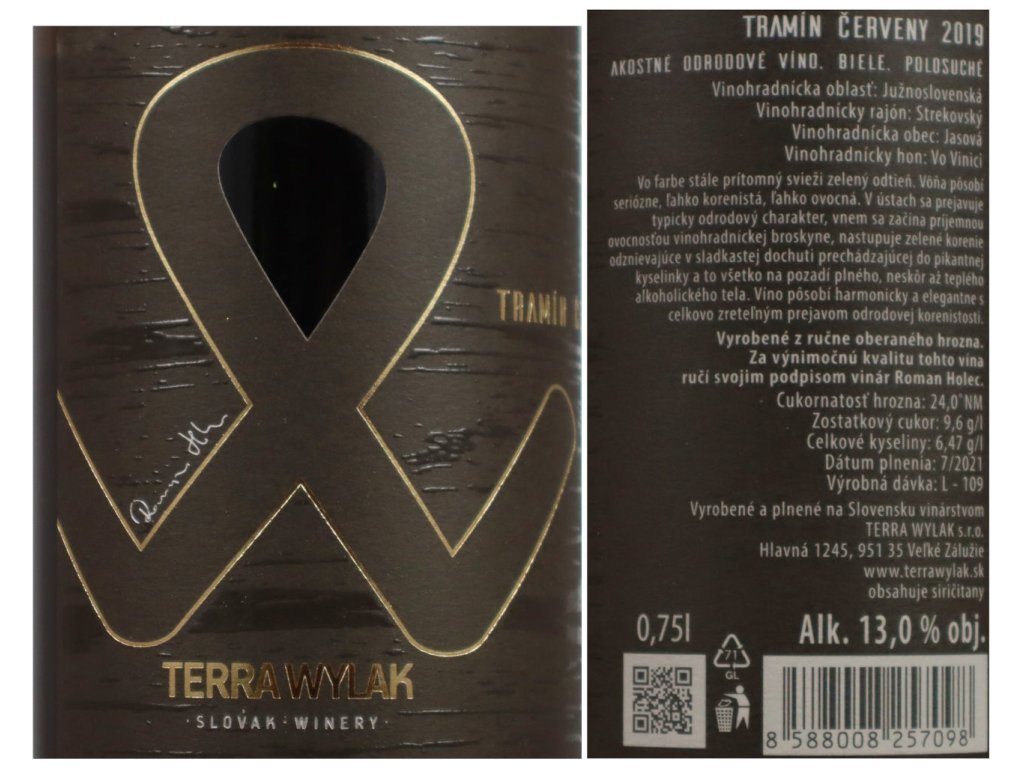 TRAMÍN
TERRA WYLAK
· SLOVAK · WINERY ·
TRAMÍN ČERVENY 2019
AKOSTNÉ ODRODOVÉ VÍNO. BIELE. POLOSUCHÉ
Vinohradnícka oblasť: Južnoslovenská
Vinohradnícky rajón: Strekovský
Vinohradnícka obec: Jasová
Vinohradnícky hon: Vo Vinici
Vo farbe stále prítomný svieži zelený odtieň. Vôňa pôsobí
seriózne, ľahko korenistá, ľahko ovocná. V ústach sa prejavuje
typicky odrodový charakter, vnem sa začína príjemnou
ovocnosťou vinohradníckej broskyne, nastupuje zelené korenie
odznievajúce v sladkastej dochuti prechádzajúcej do pikantnej
kyselinky a to všetko na pozadí plného, neskôr až teplého
alkoholického tela. Víno pôsobí harmonicky a elegantne s
celkovo zreteľným prejavom odrodovej korenistosti.
Vyrobené z ručne oberaného hrozna.
Za výnimočnú kvalitu tohto vína
ručí svojim podpisom vinár Roman Holec.
Cukornatosť hrozna: 24,0°NM
Zostatkový cukor: 9,6 g/l
Celkové kyseliny: 6,47 g/l
Dátum plnenia: 7/2021
Výrobná dávka: L - 109
Vyrobené a plnené na Slovensku vinárstvom
TERRA WYLAK s.r.o.
Hlavná 1245, 951 35 Veľké Zálužie
www.terrawylak.sk
obsahuje siričitany
0,75l
Alk. 13,0 % obj.
71
GL
8 588008 257098